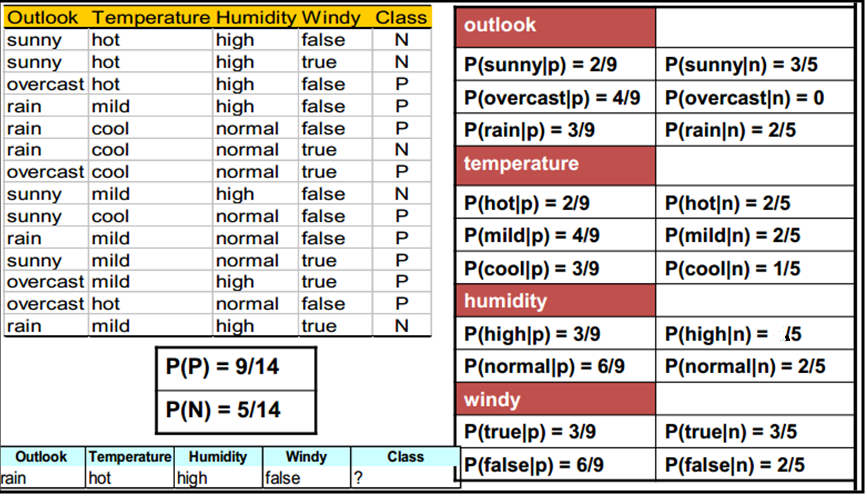 Outlook Temperature Humidity Windy Class
sunny hot high false N
sunny hot high true N
overcast hot high false P
rain mild high false P
rain cool normal false P
rain cool normal true N
overcast cool normal true P
sunny mild high false N
sunny cool normal false P
rain mild normal false P
sunny mild normal true P
overcast mild high true P
overcast hot normal false P
rain mild high true N
P(P) = 9/14
P(N) = 5/14
Outlook Temperature Humidity Windy Class
rain hot high false ?
outlook
P(sunny|p) = 2/9 P(sunny|n) = 3/5
P(overcast|p) = 4/9 P(overcast|n) = 0
P(rain|p) = 3/9 P(rain|n) = 2/5
temperature
P(hot|p) = 2/9 P(hot|n) = 2/5
P(mild|p) = 4/9 P(mild|n) = 2/5
P(cool|p) = 3/9 P(cool|n) = 1/5
humidity
P(high|p) = 3/9 P(high|n) = /5
P(normal|p) = 6/9 P(normal|n) = 2/5
windy
P(true|p) = 3/9 P(true|n) = 3/5
P(false|p) = 6/9 P(false|n) = 2/5